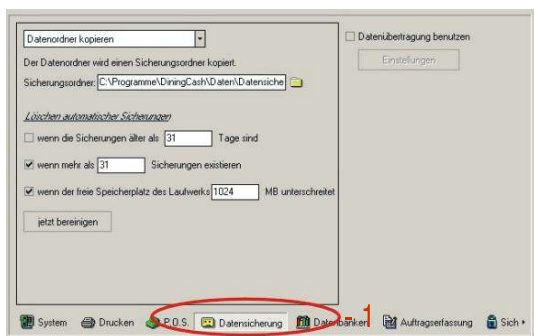 Datenordner kopieren
Datenübertragung benutzen
Der Datenordner wird einen Sicherungsordner kopiert.
Einstellungen
Sicherungsordner: C:\Programme\DiningCash\Daten\Datensiche
Löschen automatischer Sicherungen
wenn die Sicherungen älter als 31 Tage sind
wenn mehr als 31 Sicherungen existieren
wenn der freie Speicherplatz des Laufwerks 1024 MB unterschreitet
jetzt bereinigen
System Drucken P.O.S. Datensicherung - 1 Datenbanken Auftragserfassung Sich